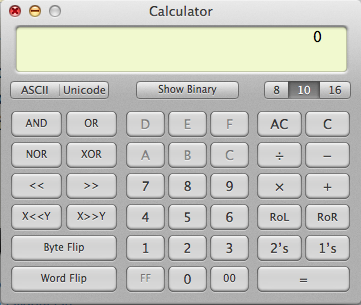 Calculator
0
ASCII Unicode Show Binary 8 10 16
AND OR D E F AC C
NOR XOR A B C ÷ −
<< >> 7 8 9 × +
X<<Y X>>Y 4 5 6 RoL RoR
Byte Flip 1 2 3 2's 1's
Word Flip FF 0 00 =